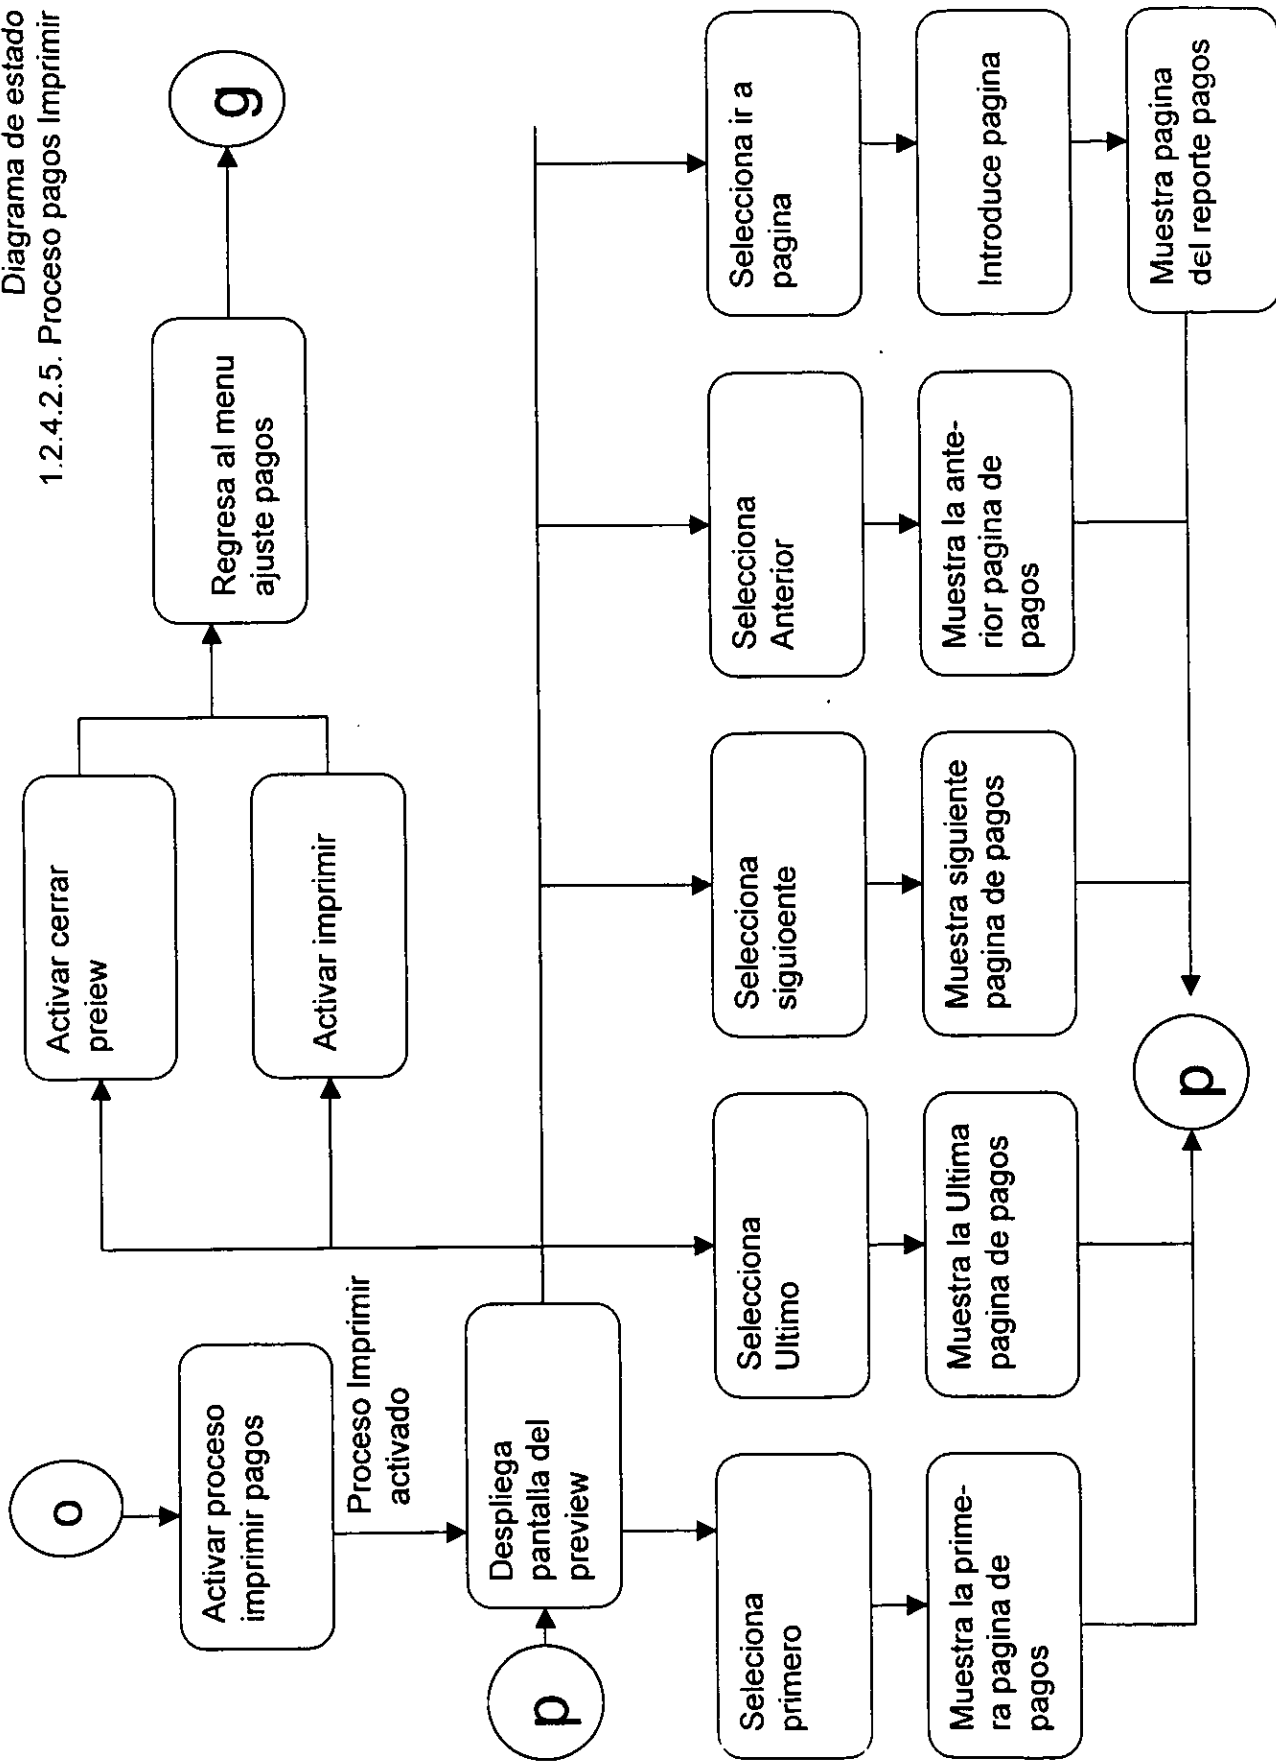 Diagrama de estado
1.2.4.2.5. Proceso pagos Imprimir
o
Activar proceso
imprimir pagos
Proceso Imprimir
activado
p
Despliega
pantalla del
preview
Activar cerrar
preiew
Activar imprimir
Regresa al menu
ajuste pagos
g
Seleciona
primero
Muestra la prime-
ra pagina de
pagos
Selecciona
Ultimo
Muestra la Ultima
pagina de pagos
Selecciona
siguioente
Muestra siguiente
pagina de pagos
Selecciona
Anterior
Muestra la ante-
rior pagina de
pagos
Selecciona ir a
pagina
Introduce pagina
Muestra pagina
del reporte pagos
p